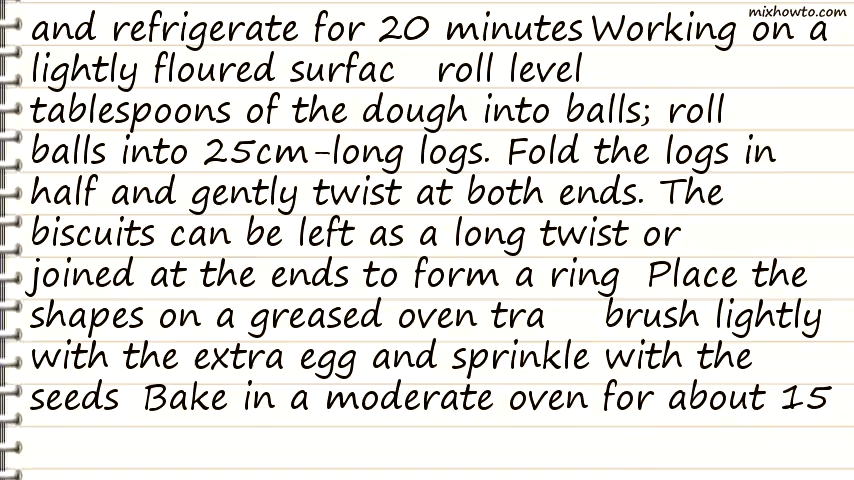 mixhowto.com
and refrigerate for 20 minutes Working on a
lightly floured surfac roll level
tablespoons of the dough into balls; roll
balls into 25cm-long logs. Fold the logs in
half and gently twist at both ends. The
biscuits can be left as a long twist or
joined at the ends to form a ring Place the
shapes on a greased oven tra brush lightly
with the extra egg and sprinkle with the
seeds Bake in a moderate oven for about 15